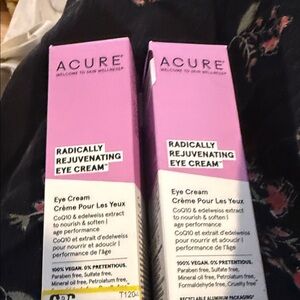 ACURE
WELCOME TO SKIN WELLNESS
RADICALLY
REJUVENATING
EYE CREAM™
Eye Cream
Crème Pour Les Yeux
CoQ10 & edelweiss extract
to nourish & soften |
age performance
CoQ10 et extrait d'edelweiss
pour nourrir et adoucir |
performance de l'âge
100% VEGAN. 0% PRETENTIOUS.
Paraben free, Sulfate free,
Mineral oil free, Petrolatum free,
T120
ACURE
WELCOME TO SKIN WELLNESS
RADICALLY
REJUVENATING
EYE CREAM™
Eye Cream
Crème Pour Les Yeux
CoQ10 & edelweiss extract
to nourish & soften |
age performance
CoQ10 et extrait d'edelweiss
pour nourrir et adoucir |
performance de l'âge
100% VEGAN. 0% PRETENTIOUS.
Paraben free, Sulfate free,
Mineral oil free, Petrolatum free,
Formaldehyde free, Cruelty free
RECYCLABLE ALUMINUM PACKAGING